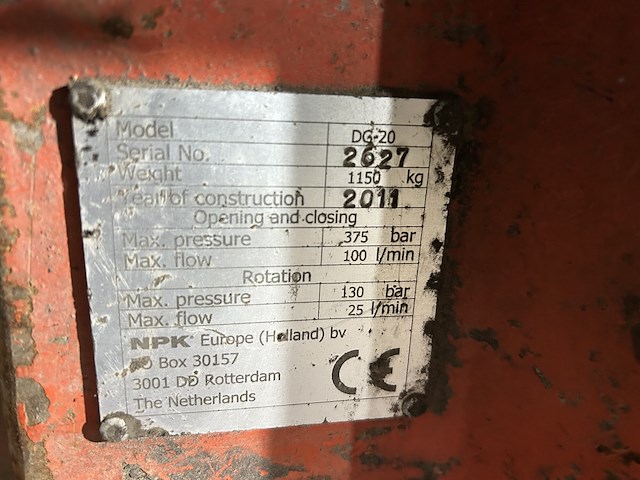 Model DG-20
Serial No. 2627
Weight 1150 kg
Year of construction 2011
Opening and closing
Max. pressure 375 bar
Max. flow 100 l/min
Rotation
Max. pressure 130 bar
Max. flow 25 l/min
NPK Europe (Holland) bv
PO Box 30157
3001 DD Rotterdam
The Netherlands
CE